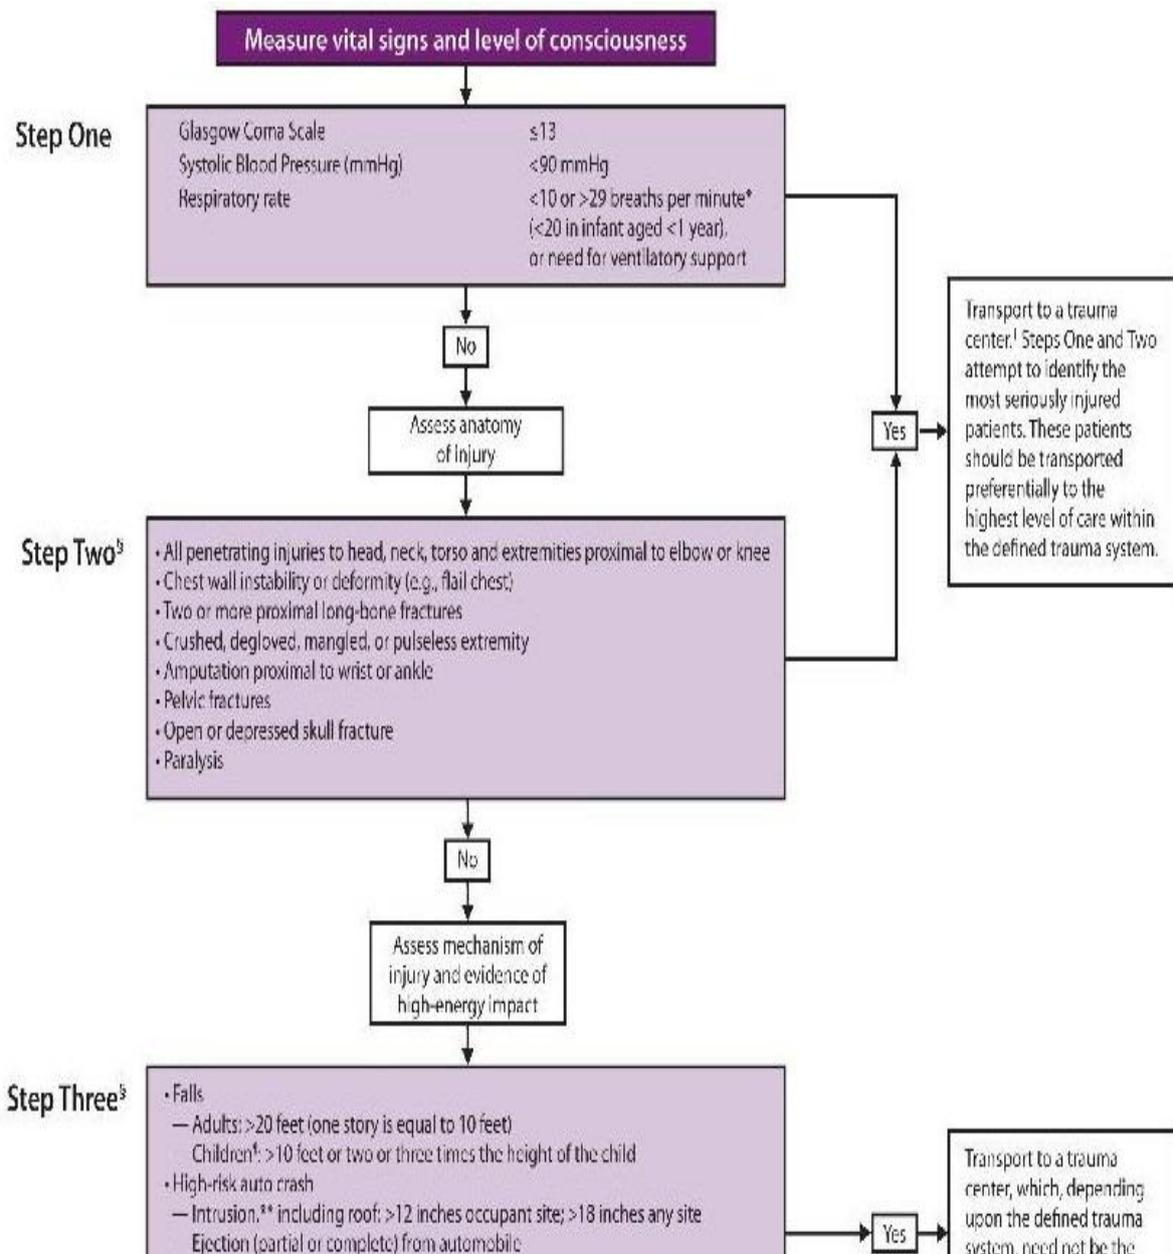 Measure vital signs and level of consciousness
Step One
Glasgow Coma Scale ≤13
Systolic Blood Pressure (mmHg) <90 mmHg
Respiratory rate <10 or >29 breaths per minute*
(<20 in infant aged <1 year),
or need for ventilatory support
No
Assess anatomy
of injury
Yes
Transport to a trauma
center.† Steps One and Two
attempt to identify the
most seriously injured
patients. These patients
should be transported
preferentially to the
highest level of care within
the defined trauma system.
Step Two§
• All penetrating injuries to head, neck, torso and extremities proximal to elbow or knee
• Chest wall instability or deformity (e.g., flail chest)
• Two or more proximal long-bone fractures
• Crushed, degloved, mangled, or pulseless extremity
• Amputation proximal to wrist or ankle
• Pelvic fractures
• Open or depressed skull fracture
• Paralysis
No
Assess mechanism of
injury and evidence of
high-energy impact
Step Three§
• Falls
— Adults: >20 feet (one story is equal to 10 feet)
Children¶: >10 feet or two or three times the height of the child
• High-risk auto crash
— Intrusion,** including roof: >12 inches occupant site; >18 inches any site
Ejection (partial or complete) from automobile
Yes
Transport to a trauma
center, which, depending
upon the defined trauma
system, need not be the